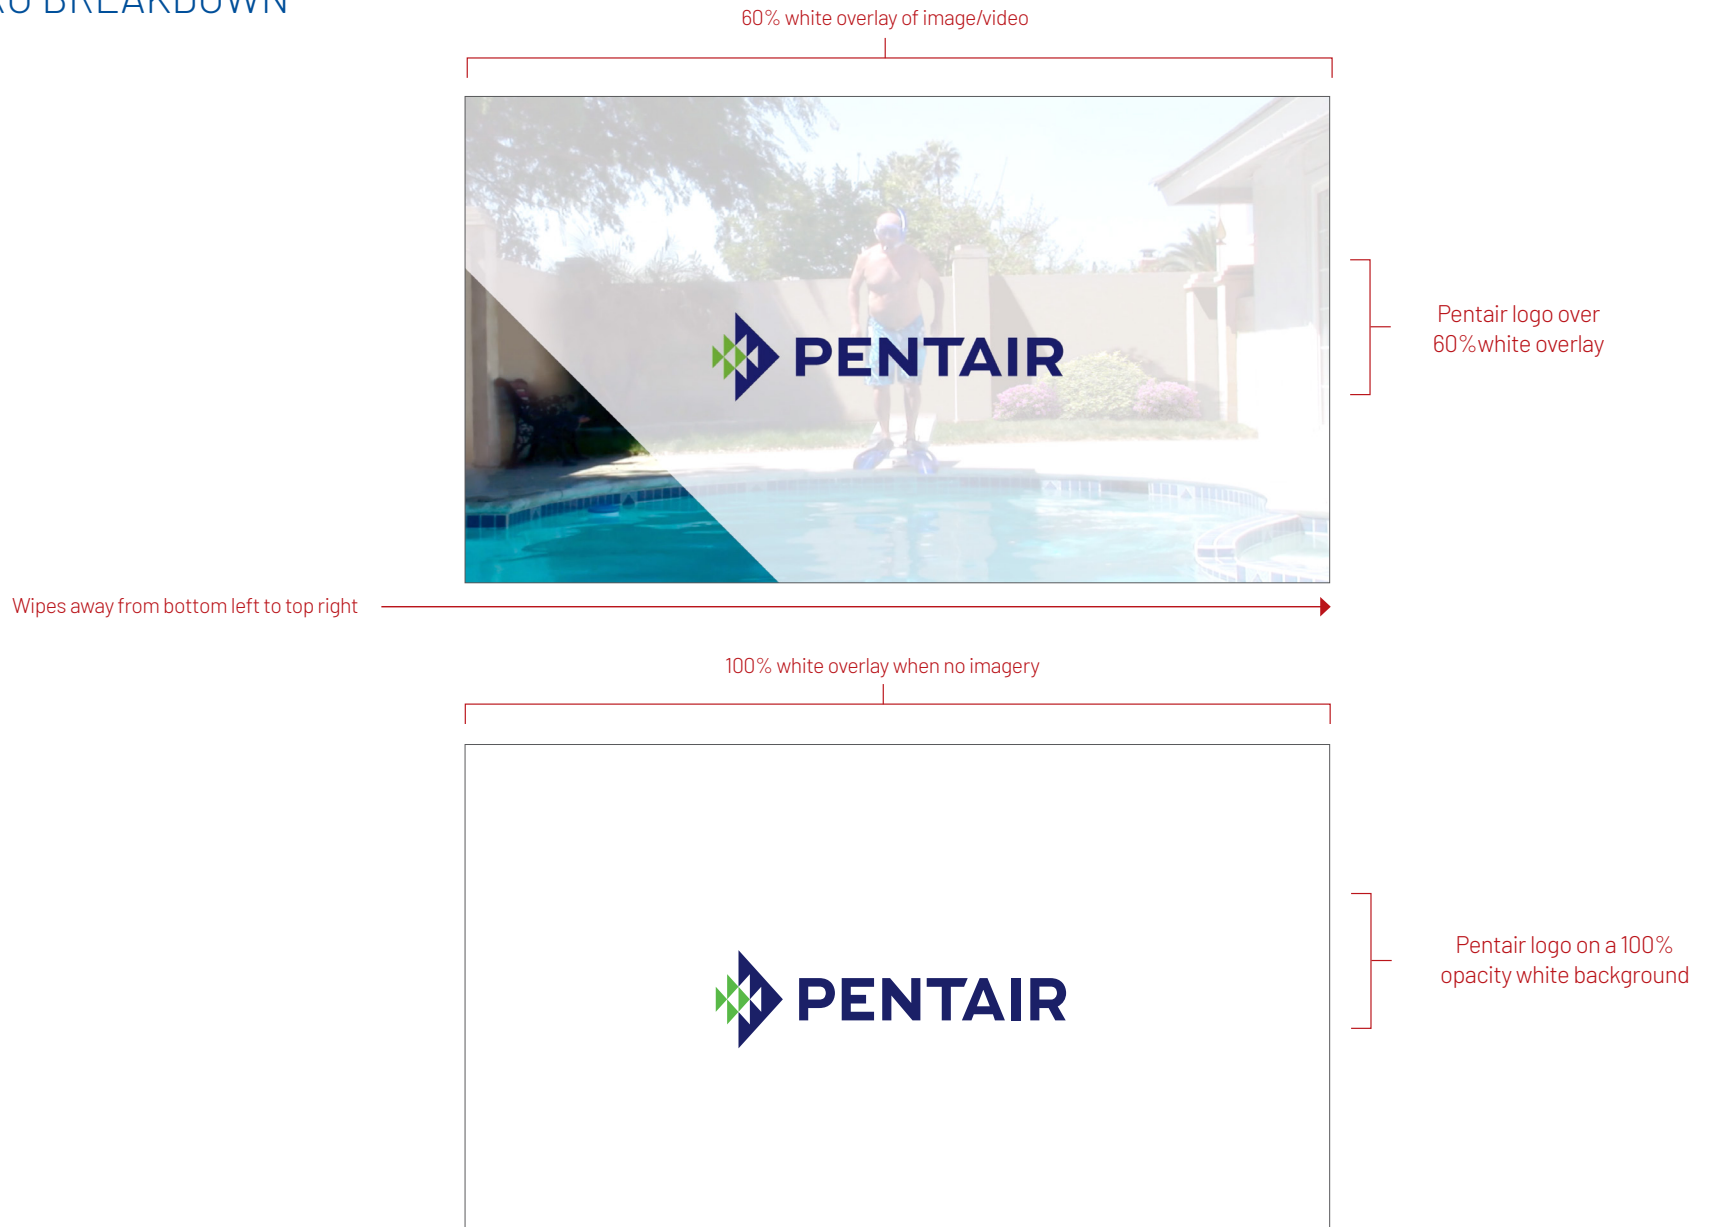 BREAKDOWN
60% white overlay of image/video
PENTAIR
Pentair logo over
60%white overlay
Wipes away from bottom left to top right
100% white overlay when no imagery
PENTAIR
Pentair logo on a 100%
opacity white background